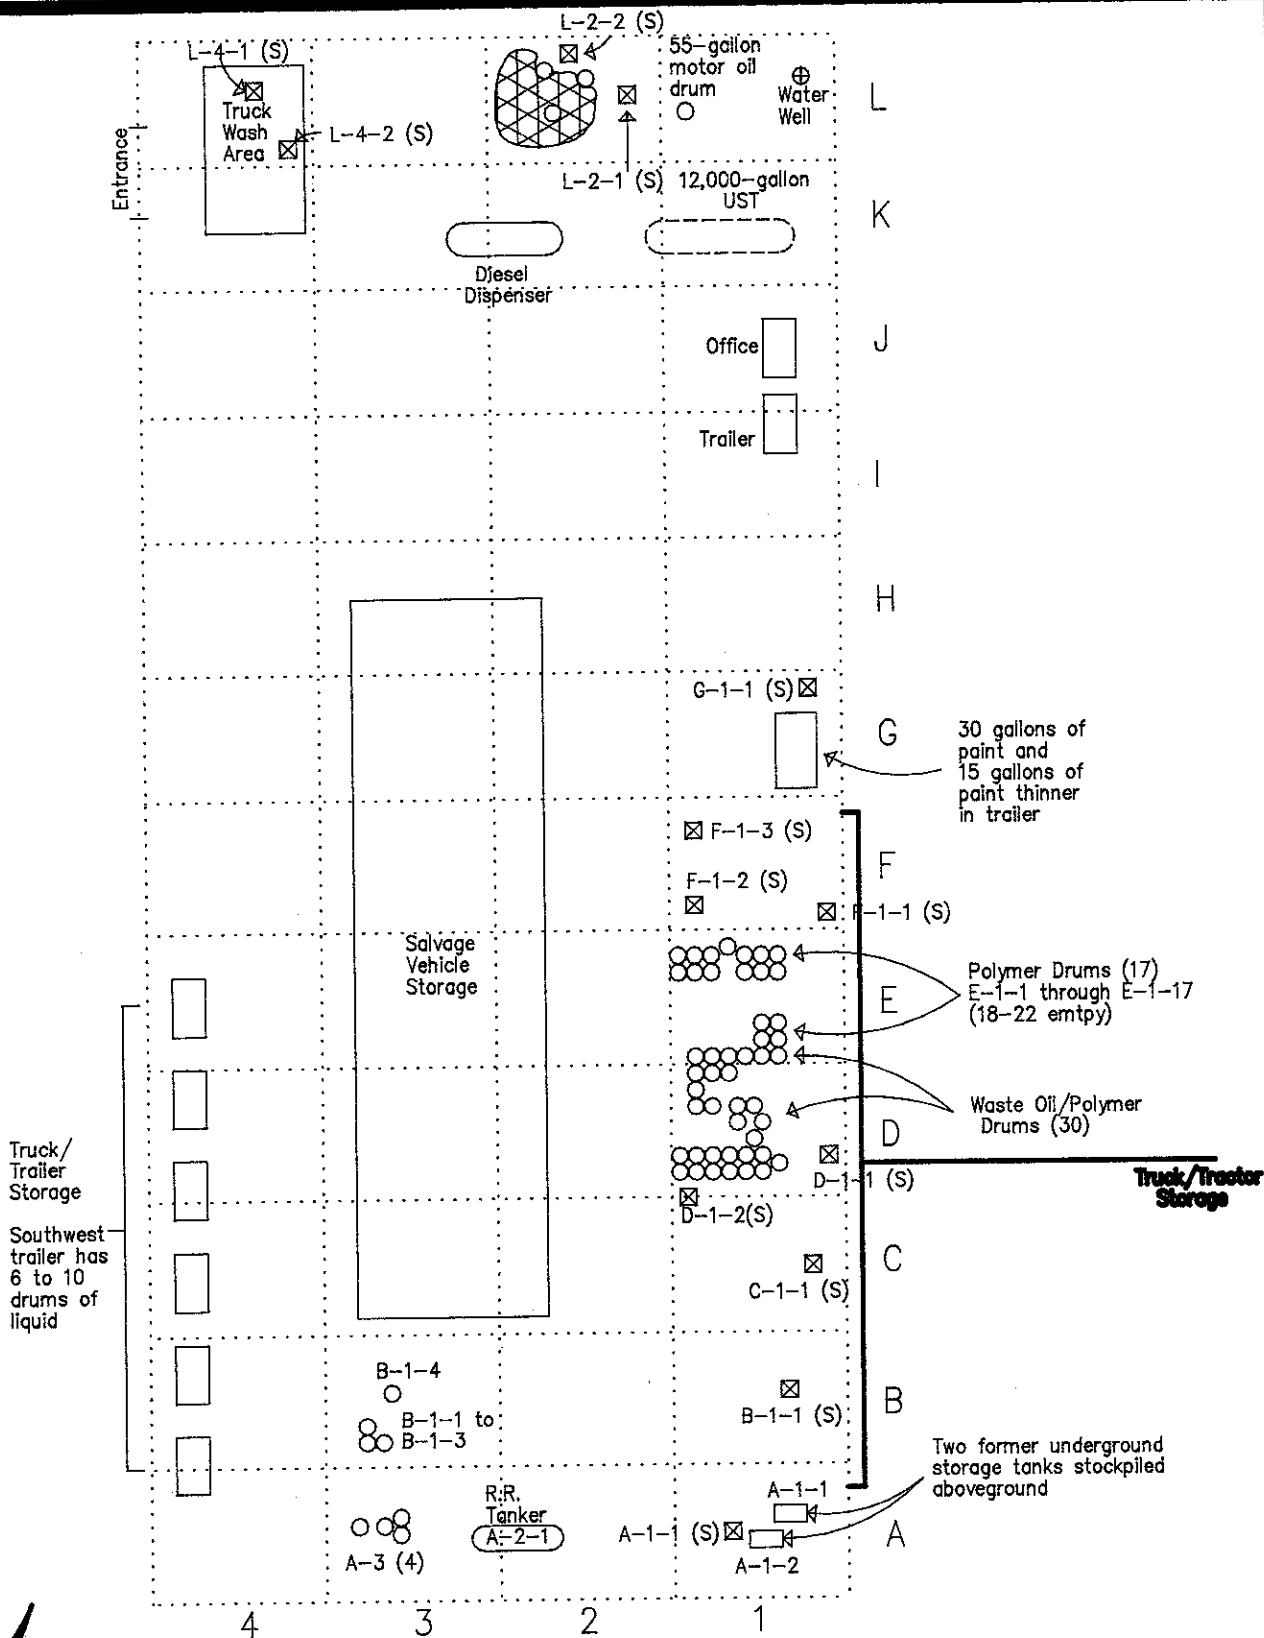 L-2-2 (S)
L-4-1 (S)
55-gallon
motor oil
drum
Water
Well
L
Truck
Wash
Area
L-4-2 (S)
Entrance
L-2-1 (S)
12,000-gallon
UST
K
Diesel
Dispenser
Office
J
Trailer
I
H
G-1-1 (S)
G
30 gallons of
paint and
15 gallons of
paint thinner
in trailer
F-1-3 (S)
F
F-1-2 (S)
F-1-1 (S)
Salvage
Vehicle
Storage
E
Polymer Drums (17)
E-1-1 through E-1-17
(18-22 emtpy)
Waste Oil/Polymer
Drums (30)
D
Truck/
Trailer
Storage
D-1-1 (S)
Truck/Tractor
Storage
D-1-2(S)
Southwest
trailer has
6 to 10
drums of
liquid
C
C-1-1 (S)
B-1-4
B-1-1 to
B-1-3
B-1-1 (S)
B
Two former underground
storage tanks stockpiled
aboveground
R.R.
Tanker
A-2-1
A-1-1
A-1-1 (S)
A
A-3 (4)
A-1-2
4
3
2
1